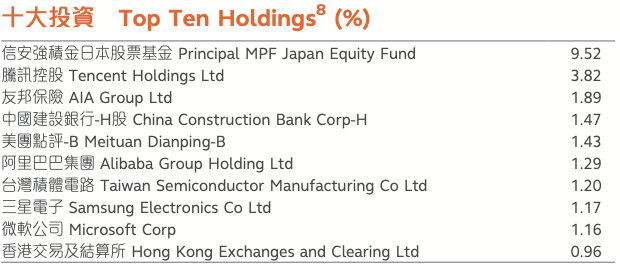 十大投資 Top Ten Holdings8 (%)
信安強積金日本股票基金 Principal MPF Japan Equity Fund 9.52
騰訊控股 Tencent Holdings Ltd 3.82
友邦保險 AIA Group Ltd 1.89
中國建設銀行-H股 China Construction Bank Corp-H 1.47
美團點評-B Meituan Dianping-B 1.43
阿里巴巴集團 Alibaba Group Holding Ltd 1.29
台灣積體電路 Taiwan Semiconductor Manufacturing Co Ltd 1.20
三星電子 Samsung Electronics Co Ltd 1.17
微軟公司 Microsoft Corp 1.16
香港交易及結算所 Hong Kong Exchanges and Clearing Ltd 0.96